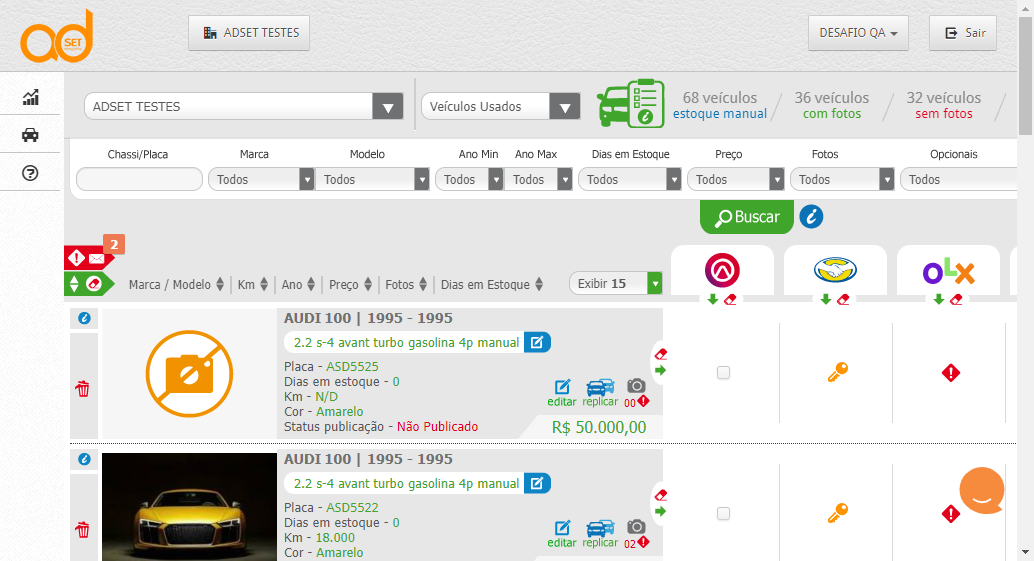 ad
SET
ADSET TESTES
DESAFIO QA
Sair
ADSET TESTES
Veículos Usados
68 veículos
estoque manual
36 veículos
com fotos
32 veículos
sem fotos
Chassi/Placa
Marca
Modelo
Ano Min
Ano Max
Dias em Estoque
Preço
Fotos
Opcionais
Todos
Todos
Todos
Todos
Todos
Todos
Todos
Todos
Buscar
2
Marca / Modelo
Km
Ano
Preço
Fotos
Dias em Estoque
Exibir 15
OLX
AUDI 100 | 1995 - 1995
2.2 s-4 avant turbo gasolina 4p manual
Placa - ASD5525
Dias em estoque - 0
Km - N/D
Cor - Amarelo
Status publicação - Não Publicado
editar
replicar
00
R$ 50.000,00
AUDI 100 | 1995 - 1995
2.2 s-4 avant turbo gasolina 4p manual
Placa - ASD5522
Dias em estoque - 0
Km - 18.000
Cor - Amarelo
editar
replicar
02